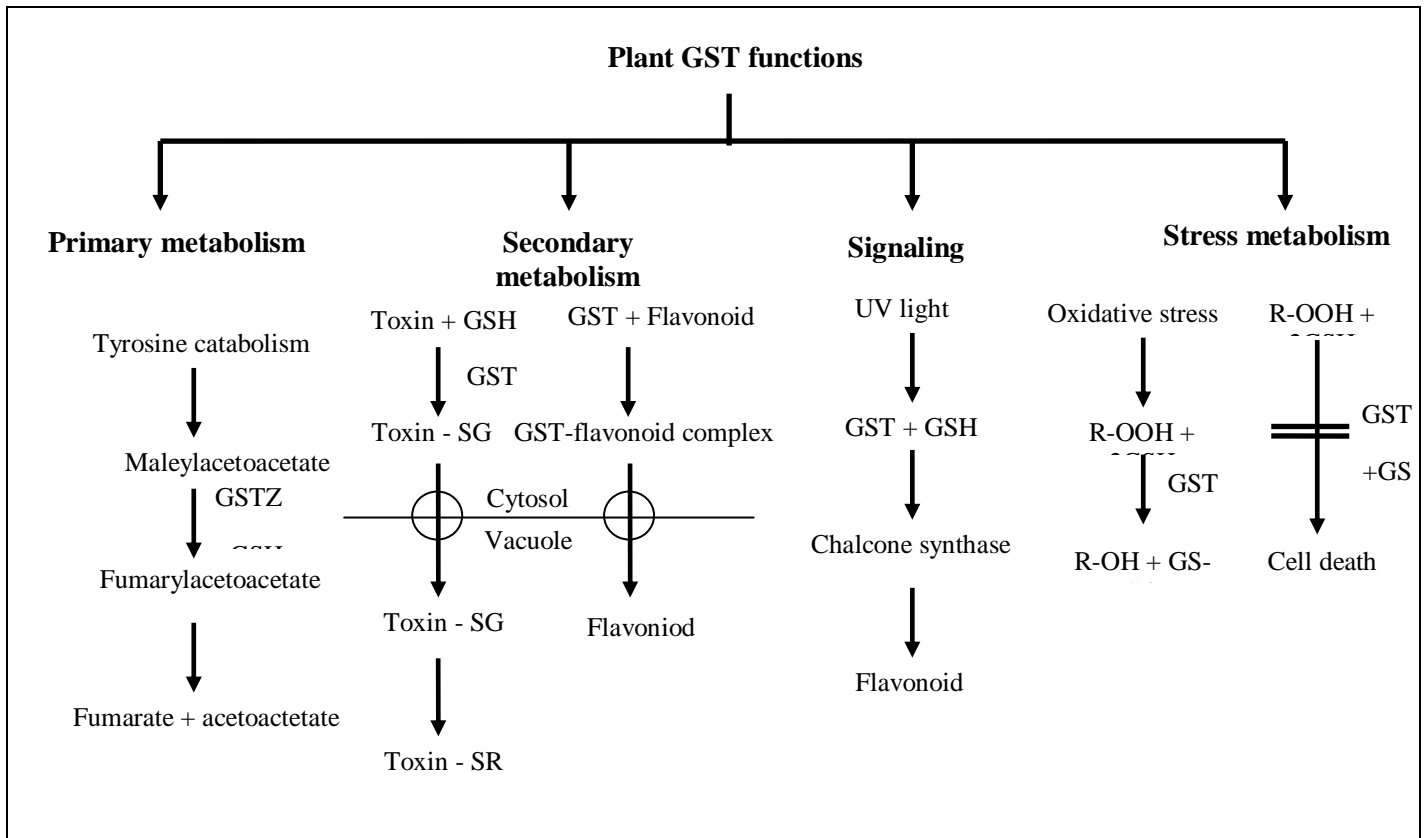 Plant GST functions
Primary metabolism
Tyrosine catabolism
Maleylacetoacetate
GSTZ
Fumarylacetoacetate
Fumarate + acetoactetate
Secondary
metabolism
Toxin + GSH
GST
Toxin - SG
Toxin - SG
Toxin - SR
GST + Flavonoid
GST-flavonoid complex
Cytosol
Vacuole
Flavoniod
Signaling
UV light
GST + GSH
Chalcone synthase
Flavonoid
Stress metabolism
Oxidative stress
R-OOH +
GST
R-OH + GS-
R-OOH +
GST
+GS
Cell death